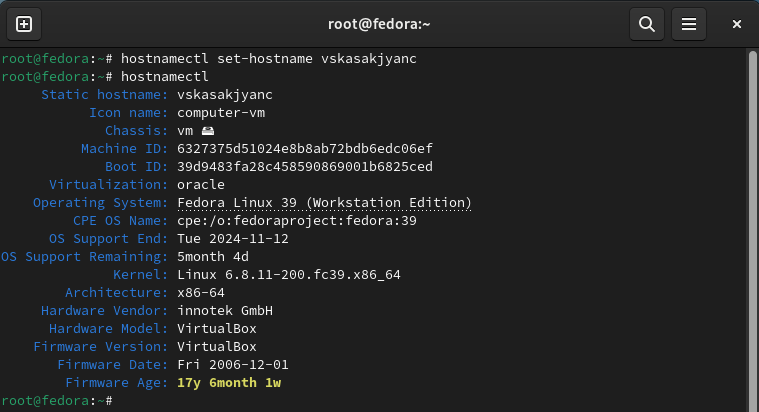 root@fedora:~
root@fedora:~# hostnamectl set-hostname vskasakjyanc
root@fedora:~# hostnamectl
Static hostname: vskasakjyanc
Icon name: computer-vm
Chassis: vm 🖴
Machine ID: 6327375d51024e8b8ab72bdb6edc06ef
Boot ID: 39d9483fa28c458590869001b6825ced
Virtualization: oracle
Operating System: Fedora Linux 39 (Workstation Edition)
CPE OS Name: cpe:/o:fedoraproject:fedora:39
OS Support End: Tue 2024-11-12
OS Support Remaining: 5month 4d
Kernel: Linux 6.8.11-200.fc39.x86_64
Architecture: x86-64
Hardware Vendor: innotek GmbH
Hardware Model: VirtualBox
Firmware Version: VirtualBox
Firmware Date: Fri 2006-12-01
Firmware Age: 17y 6month 1w
root@fedora:~#